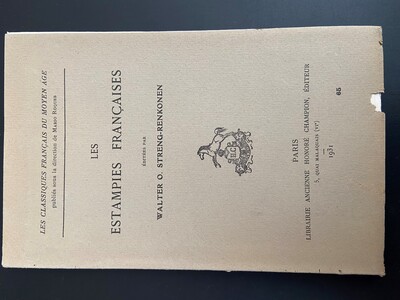 LES CLASSIQUES FRANÇAIS DU MOYEN AGE
publiés sous la direction de MARIO ROQUES
LES
ESTAMPIES FRANÇAISES
ÉDITÉES PAR
WALTER O. STRENG-RENKONEN
PARIS
LIBRAIRIE ANCIENNE HONORÉ CHAMPION, ÉDITEUR
5, QUAI MALAQUAIS (VIᵉ)
1931
65